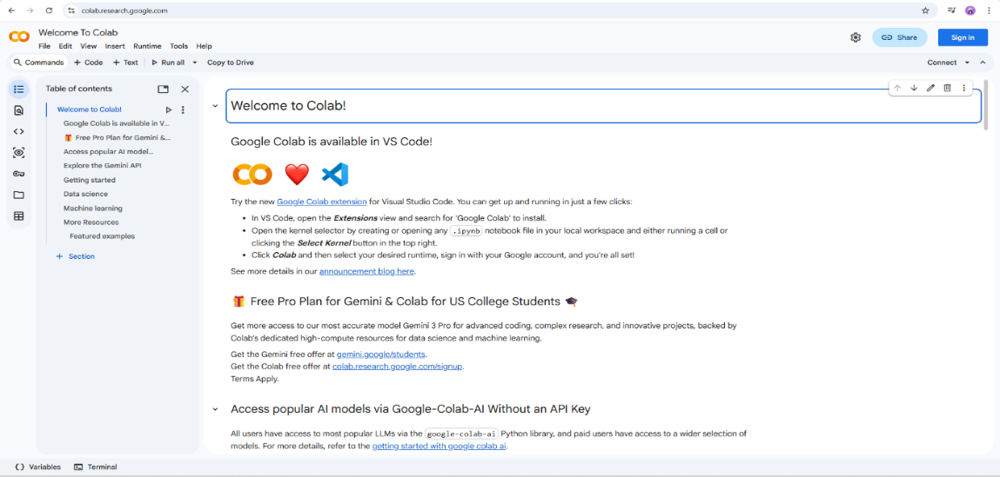 colab.research.google.com
Welcome To Colab
File Edit View Insert Runtime Tools Help
Share
Sign in
Commands + Code + Text Run all Copy to Drive
Connect
Table of contents
Welcome to Colab!
Google Colab is available in V...
🎁 Free Pro Plan for Gemini &...
Access popular AI model...
Explore the Gemini API
Getting started
Data science
Machine learning
More Resources
Featured examples
+ Section
Welcome to Colab!
Google Colab is available in VS Code!
Try the new Google Colab extension for Visual Studio Code. You can get up and running in just a few clicks:
• In VS Code, open the Extensions view and search for 'Google Colab' to install.
• Open the kernel selector by creating or opening any .ipynb notebook file in your local workspace and either running a cell or
clicking the Select Kernel button in the top right.
• Click Colab and then select your desired runtime, sign in with your Google account, and you're all set!
See more details in our announcement blog here.
🎁 Free Pro Plan for Gemini & Colab for US College Students 🎓
Get more access to our most accurate model Gemini 3 Pro for advanced coding, complex research, and innovative projects, backed by
Colab's dedicated high-compute resources for data science and machine learning.
Get the Gemini free offer at gemini.google/students.
Get the Colab free offer at colab.research.google.com/signup.
Terms Apply.
Access popular AI models via Google-Colab-AI Without an API Key
All users have access to most popular LLMs via the google-colab-ai Python library, and paid users have access to a wider selection of
models. For more details, refer to the getting started with google colab ai.
Variables Terminal